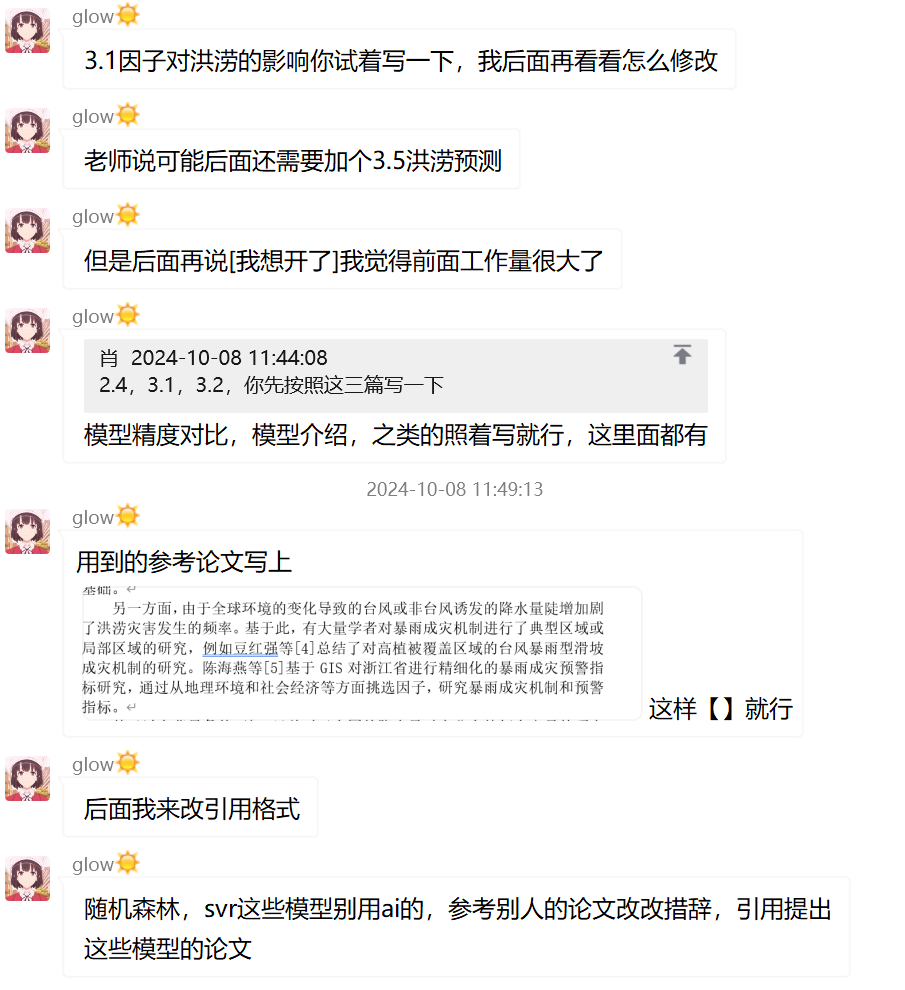 glow☀️
3.1因子对洪涝的影响你试着写一下，我后面再看看怎么修改
glow☀️
老师说可能后面还需要加个3.5洪涝预测
glow☀️
但是后面再说[我想开了]我觉得前面工作量很大了
glow☀️
肖 2024-10-08 11:44:08
2.4，3.1，3.2，你先按照这三篇写一下
模型精度对比，模型介绍，之类的照着写就行，这里面都有
2024-10-08 11:49:13
glow☀️
用到的参考论文写上
基础。
另一方面，由于全球环境的变化导致的台风或非台风诱发的降水量陡增加剧
了洪涝灾害发生的频率。基于此，有大量学者对暴雨成灾机制进行了典型区域或
局部区域的研究，例如豆红强等[4]总结了对高植被覆盖区域的台风暴雨型滑坡
成灾机制的研究。陈海燕等[5]基于 GIS 对浙江省进行精细化的暴雨成灾预警指
标研究，通过从地理环境和社会经济等方面挑选因子，研究暴雨成灾机制和预警
指标。
这样【】就行
glow☀️
后面我来改引用格式
glow☀️
随机森林，svr这些模型别用ai的，参考别人的论文改改措辞，引用提出
这些模型的论文